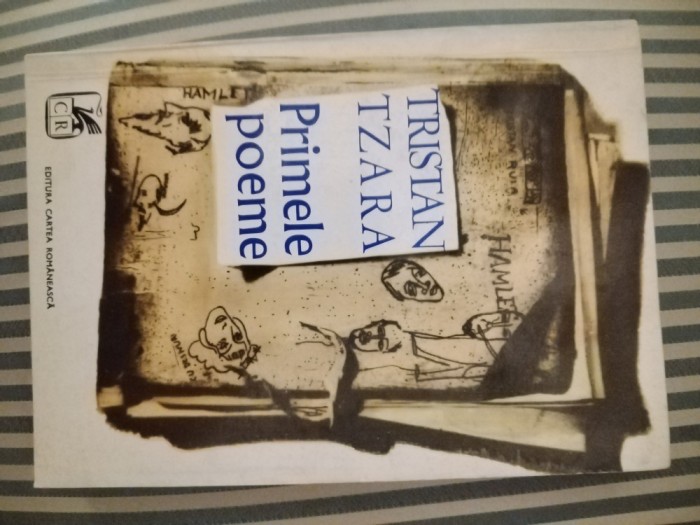 TRISTAN
TZARA
Primele
poeme
HAMLET
HAMLET
CR
EDITURA CARTEA ROMÂNEASCĂ